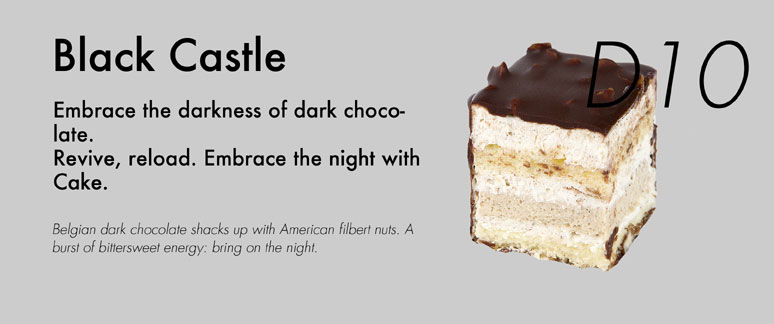 Black Castle
D10
Embrace the darkness of dark choco-
late.
Revive, reload. Embrace the night with
Cake.
Belgian dark chocolate shacks up with American filbert nuts. A
burst of bittersweet energy: bring on the night.